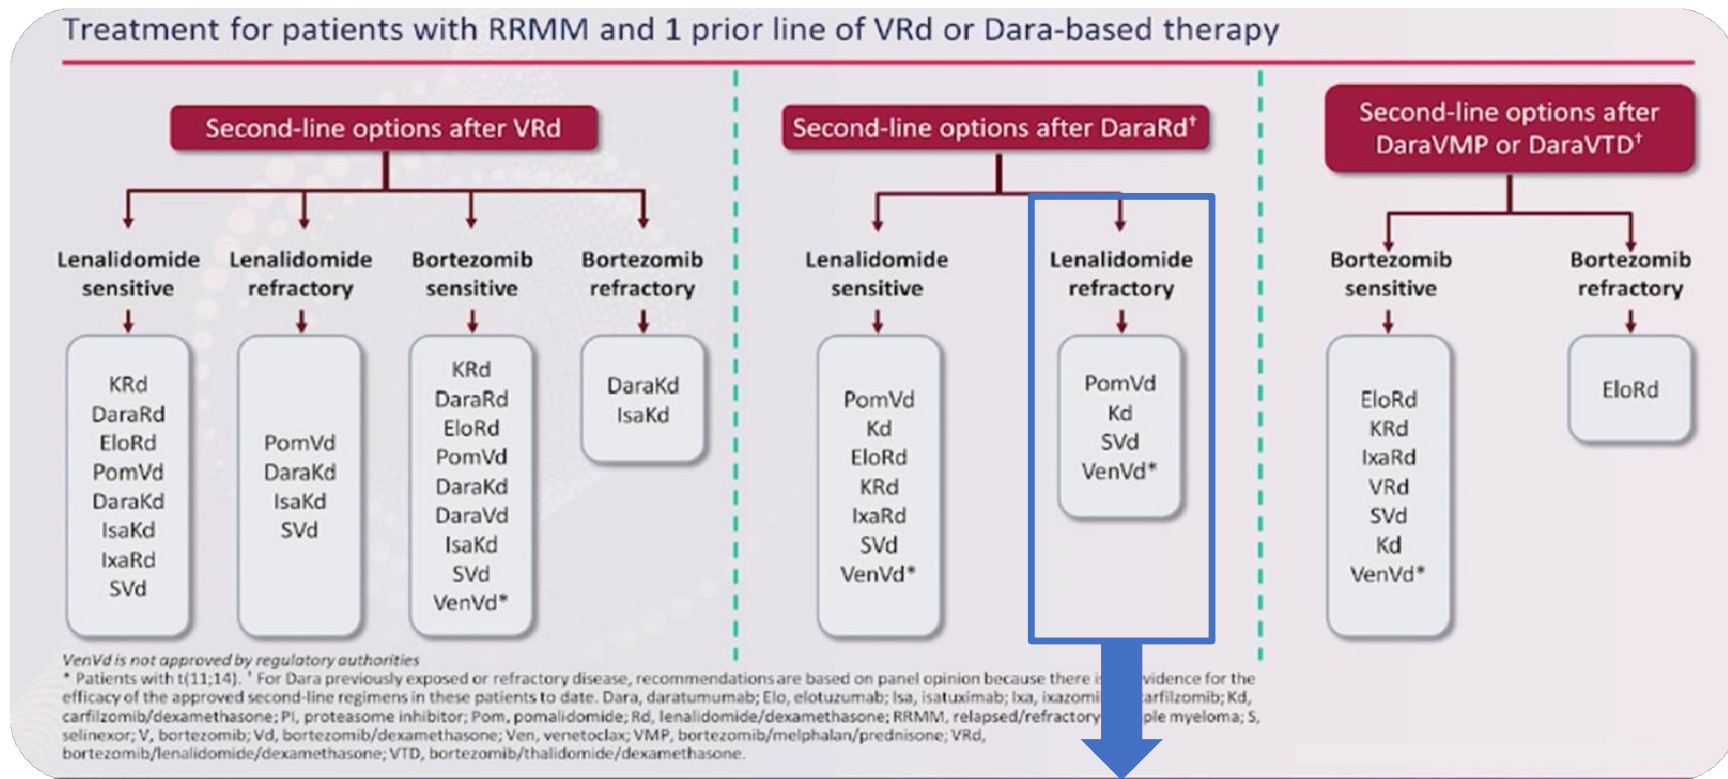 Treatment for patients with RRMM and 1 prior line of VRd or Dara-based therapy
Second-line options after VRd
Lenalidomide
sensitive
KRd
DaraRd
EloRd
PomVd
DaraKd
IsaKd
IxaRd
SVd
Lenalidomide
refractory
PomVd
DaraKd
IsaKd
SVd
Bortezomib
sensitive
KRd
DaraRd
EloRd
PomVd
DaraKd
DaraVd
IsaKd
SVd
VenVd*
Bortezomib
refractory
DaraKd
IsaKd
Second-line options after DaraRd†
Lenalidomide
sensitive
PomVd
Kd
EloRd
KRd
IxaRd
SVd
VenVd*
Lenalidomide
refractory
PomVd
Kd
SVd
VenVd*
Second-line options after
DaraVMP or DaraVTD†
Bortezomib
sensitive
EloRd
KRd
IxaRd
VRd
SVd
Kd
VenVd*
Bortezomib
refractory
EloRd
VenVd is not approved by regulatory authorities
* Patients with t(11;14). † For Dara previously exposed or refractory disease, recommendations are based on panel opinion because there evidence for the
efficacy of the approved second-line regimens in these patients to date. Dara, daratumumab; Elo, elotuzumab; Isa, isatuximab; Ixa, Kd,
carfilzomib/dexamethasone; PI, proteasome inhibitor; Pom, pomalidomide; Rd, lenalidomide/dexamethasone; RRMM, relapsed/refractory myeloma; S,
selinexor; V, bortezomib; Vd, bortezomib/dexamethasone; Ven, venetoclax; VMP, bortezomib/melphalan/prednisone; VRd,
bortezomib/lenalidomide/dexamethasone; VTD, bortezomib/thalidomide/dexamethasone.